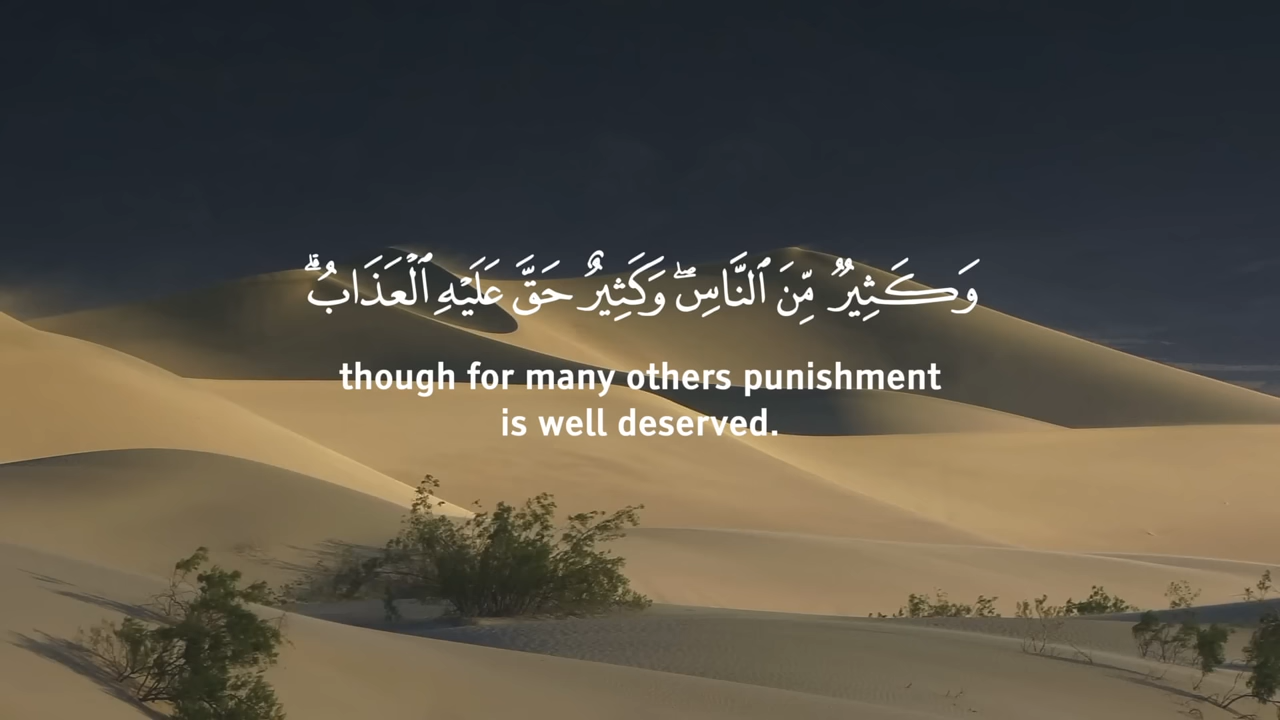 وَكَثِيرٌ مِّنَ ٱلنَّاسِۖ وَكَثِيرٌ حَقَّ عَلَيْهِ ٱلْعَذَابُۗ
though for many others punishment
is well deserved.